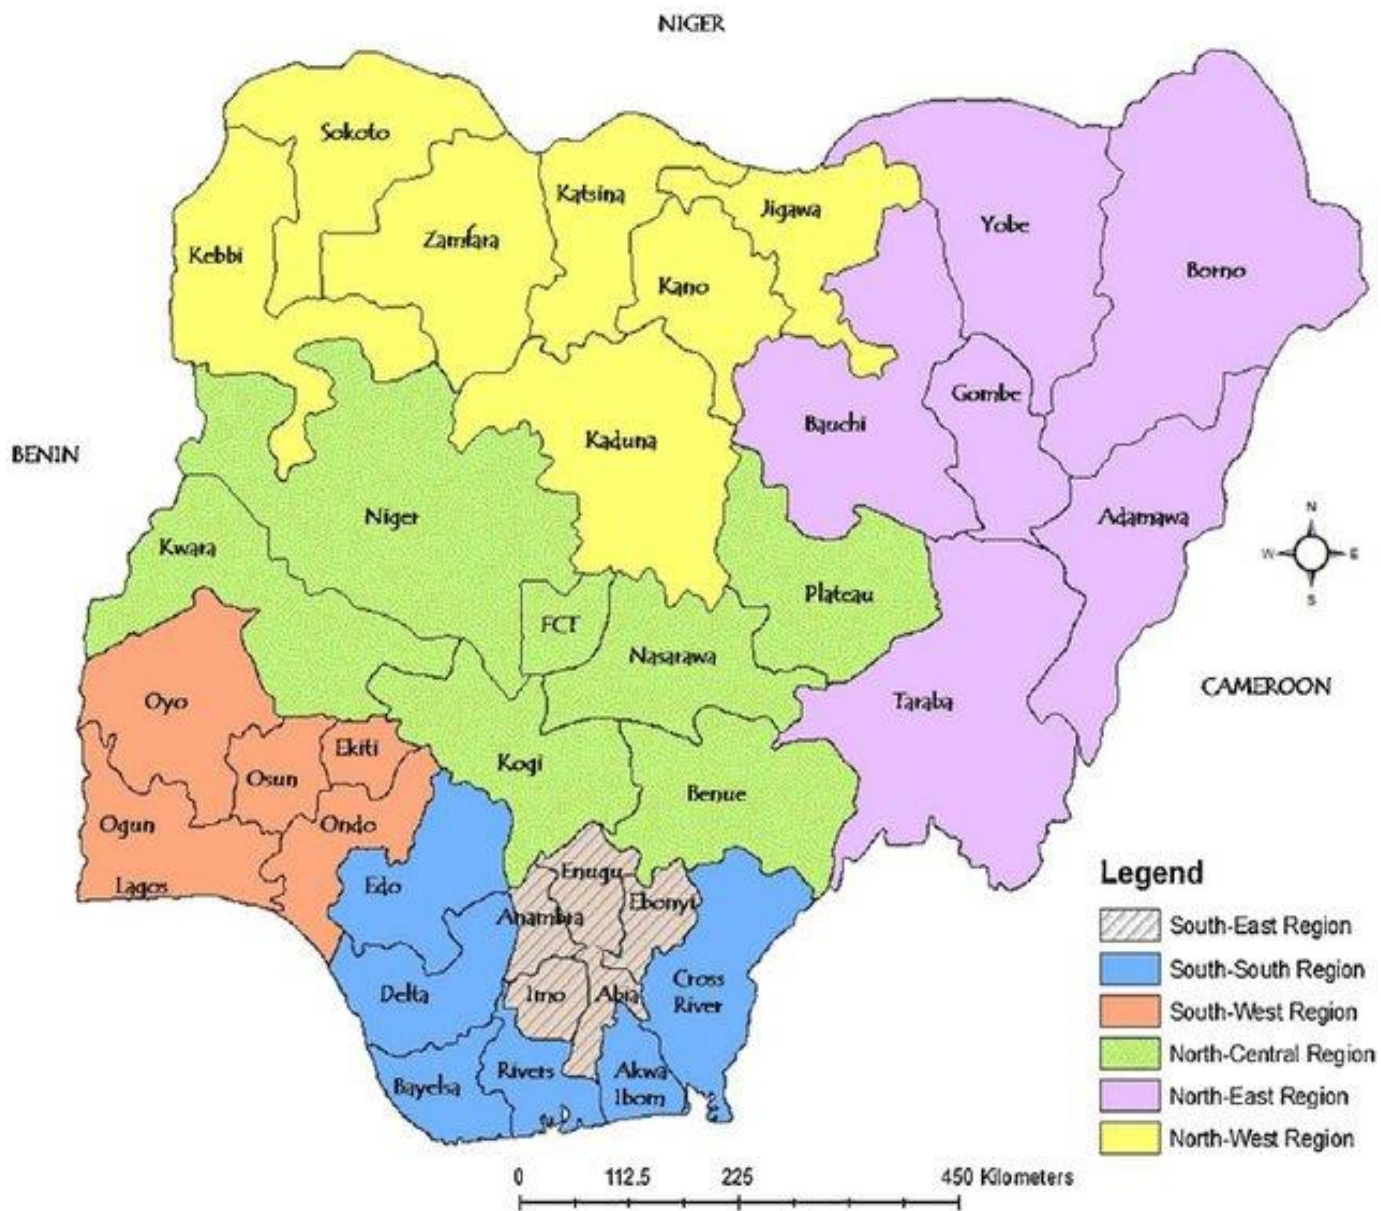 NIGER
Sokoto
Katsina
Jigawa
Yobe
Kebbi
Zamfara
Kano
Borno
Gombe
Bauchi
Kaduna
BENIN
Niger
Adamawa
N
W E
S
Kwara
Plateau
FCT
Nasarawa
CAMEROON
Oyo
Taraba
Ekiti
Kogi
Osun
Benue
Ogun
Ondo
Lagos
Edo
Enugu
Ebonyi
Anambra
Delta
Imo
Abia
Cross
River
Bayelsa
Rivers
Akwa
Ibom
Legend
South-East Region
South-South Region
South-West Region
North-Central Region
North-East Region
North-West Region
0 112.5 225 450 Kilometers